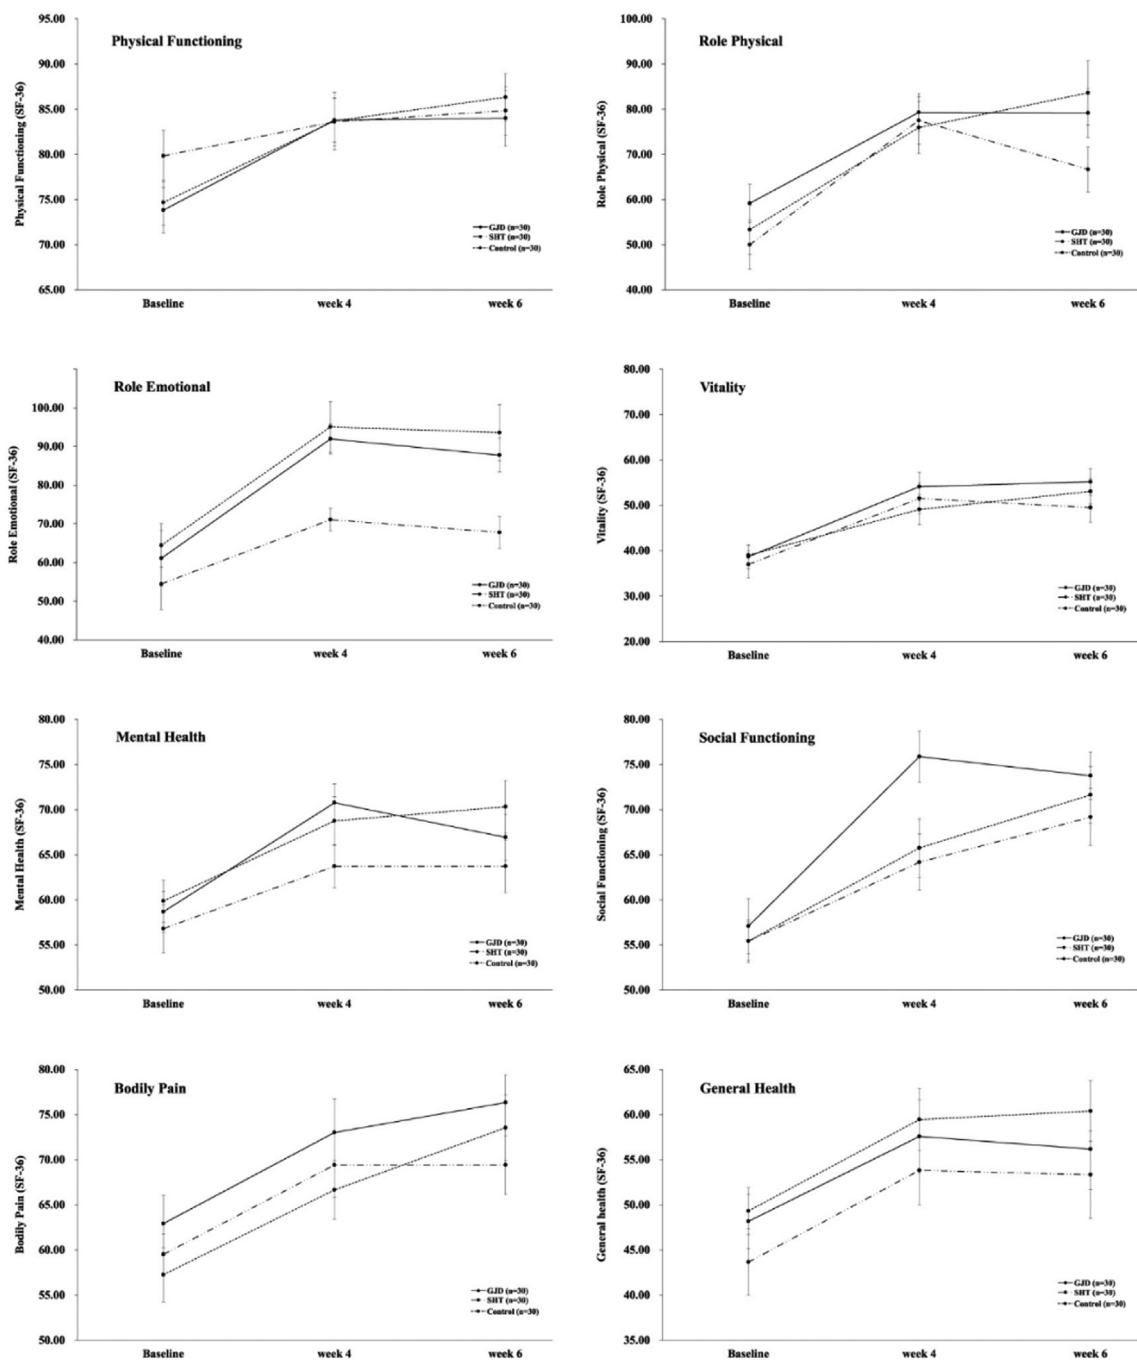 Physical Functioning
Physical Functioning (SF-36)
95.00
90.00
85.00
80.00
75.00
70.00
65.00
GJD (n=30)
SHT (n=30)
Control (n=30)
Baseline
week 4
week 6
Role Physical
Role Physical (SF-36)
100.00
90.00
80.00
70.00
60.00
50.00
40.00
GJD (n=30)
SHT (n=30)
Control (n=30)
Baseline
week 4
week 6
Role Emotional
Role Emotional (SF-36)
100.00
90.00
80.00
70.00
60.00
50.00
40.00
GJD (n=30)
SHT (n=30)
Control (n=30)
Baseline
week 4
week 6
Vitality
Vitality (SF-36)
80.00
70.00
60.00
50.00
40.00
30.00
20.00
GJD (n=30)
SHT (n=30)
Control (n=30)
Baseline
week 4
week 6
Mental Health
Mental Health (SF-36)
80.00
75.00
70.00
65.00
60.00
55.00
50.00
GJD (n=30)
SHT (n=30)
Control (n=30)
Baseline
week 4
week 6
Social Functioning
Social Functioning (SF-36)
80.00
75.00
70.00
65.00
60.00
55.00
50.00
GJD (n=30)
SHT (n=30)
Control (n=30)
Baseline
week 4
week 6
Bodily Pain
Bodily Pain (SF-36)
80.00
75.00
70.00
65.00
60.00
55.00
50.00
GJD (n=30)
SHT (n=30)
Control (n=30)
Baseline
week 4
week 6
General Health
General health (SF-36)
65.00
60.00
55.00
50.00
45.00
40.00
35.00
GJD (n=30)
SHT (n=30)
Control (n=30)
Baseline
week 4
week 6